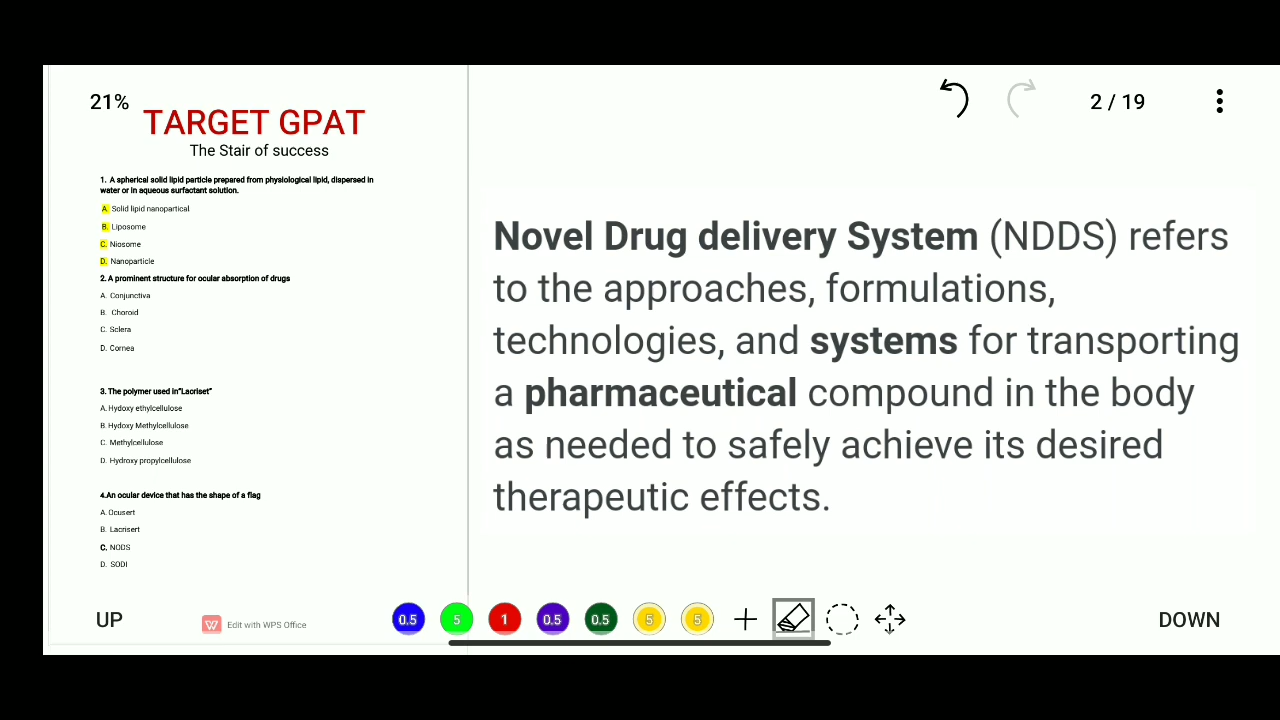 21%
TARGET GPAT
The Stair of success
1. A spherical solid lipid particle prepared from physiological lipid, dispersed in
water or in aqueous surfactant solution.
A. Solid lipid nanopartical
B. Liposome
C. Niosome
D. Nanoparticle
2. A prominent structure for ocular absorption of drugs
A. Conjunctiva
B. Choroid
C. Sclera
D. Cornea
3. The polymer used in"Lacriset"
A. Hydoxy ethylcellulose
B. Hydoxy Methylcellulose
C. Methylcellulose
D. Hydroxy propylcellulose
4.An ocular device that has the shape of a flag
A. Ocusert
B. Lacrisert
C. NODS
D. SODI
UP
Edit with WPS Office
2 / 19
Novel Drug delivery System (NDDS) refers
to the approaches, formulations,
technologies, and systems for transporting
a pharmaceutical compound in the body
as needed to safely achieve its desired
therapeutic effects.
0.5 5 1 0.5 0.5 5 5
DOWN